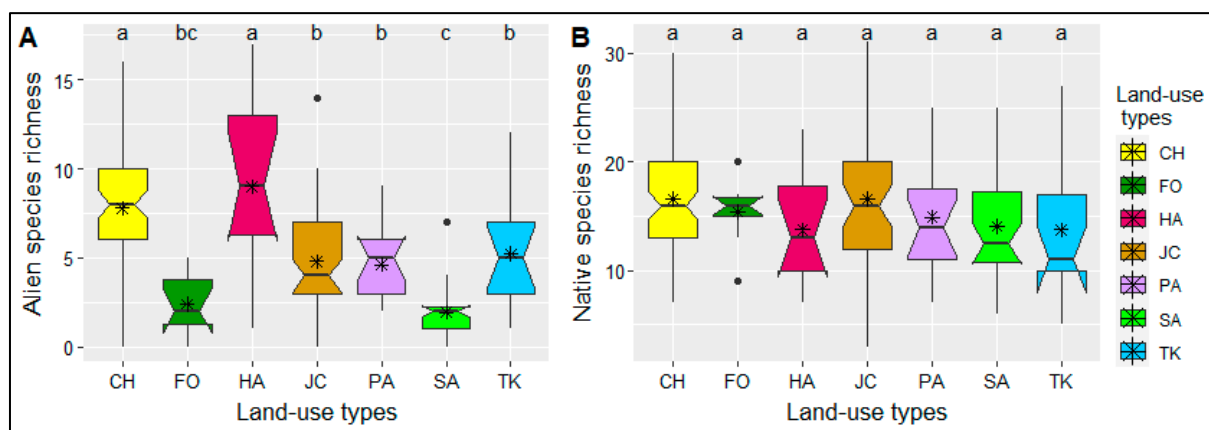 A
a bc a b b c b
Alien species richness
15
10
5
0
CH FO HA JC PA SA TK
Land-use types
B
a a a a a a a
Native species richness
30
20
10
CH FO HA JC PA SA TK
Land-use types
Land-use
types
CH
FO
HA
JC
PA
SA
TK